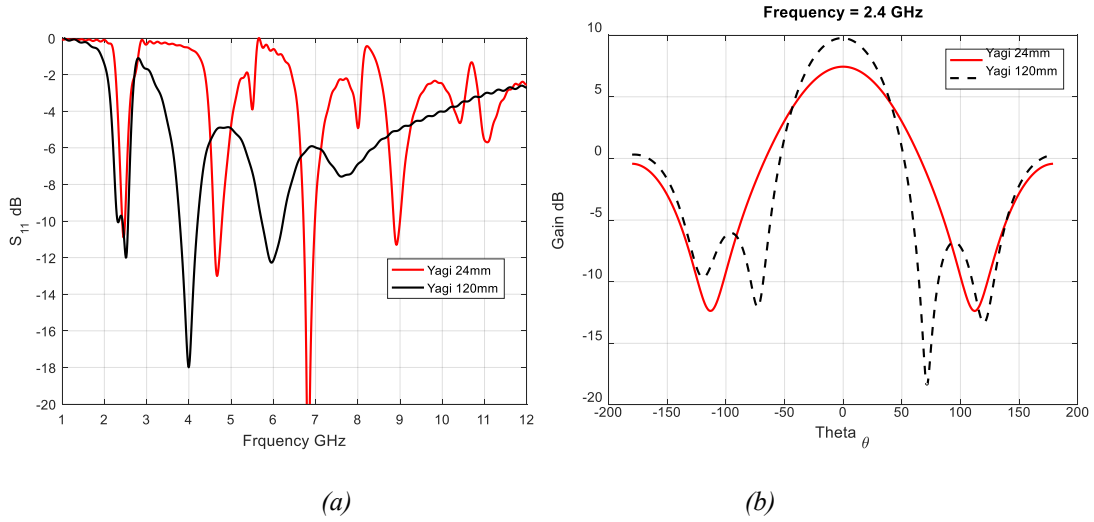 0
-2
-4
-6
-8
-10
-12
-14
-16
-18
-20
S11 dB
1 2 3 4 5 6 7 8 9 10 11 12
Frquency GHz
Yagi 24mm
Yagi 120mm
(a)
Frequency = 2.4 GHz
10
5
0
-5
-10
-15
-20
Gain dB
-200 -150 -100 -50 0 50 100 150 200
Theta θ
Yagi 24mm
Yagi 120mm
(b)